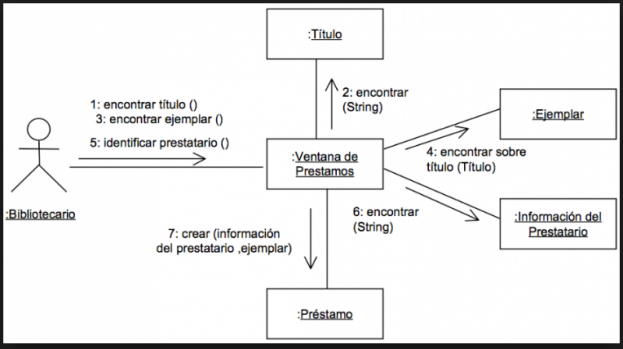 :Título
1: encontrar título ()
3: encontrar ejemplar ()
5: identificar prestatario ()
2: encontrar
(String)
:Ejemplar
:Ventana de
Prestamos
4: encontrar sobre
título (Título)
:Bibliotecario
6: encontrar
(String)
:Información del
Prestatario
7: crear (información
del prestatario ,ejemplar)
:Préstamo